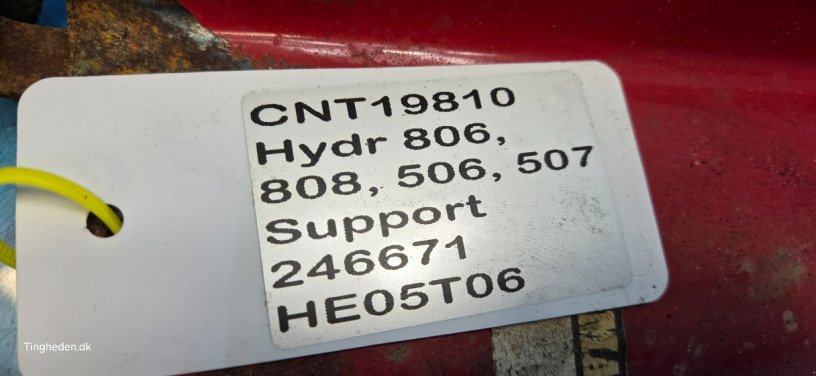 CNT19810
Hydr 806,
808, 506, 507
Support
246671
HE05T06
Tingheden.dk